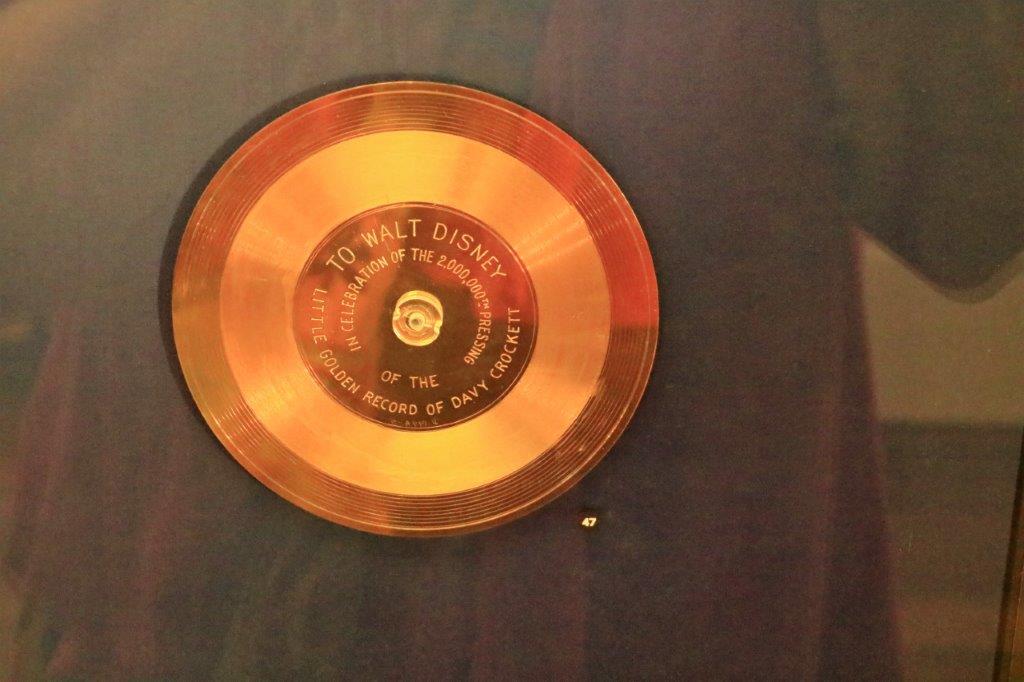 TO WALT DISNEY
IN CELEBRATION OF THE 2,000,000TH PRESSING
OF THE
LITTLE GOLDEN RECORD OF DAVY CROCKETT
47